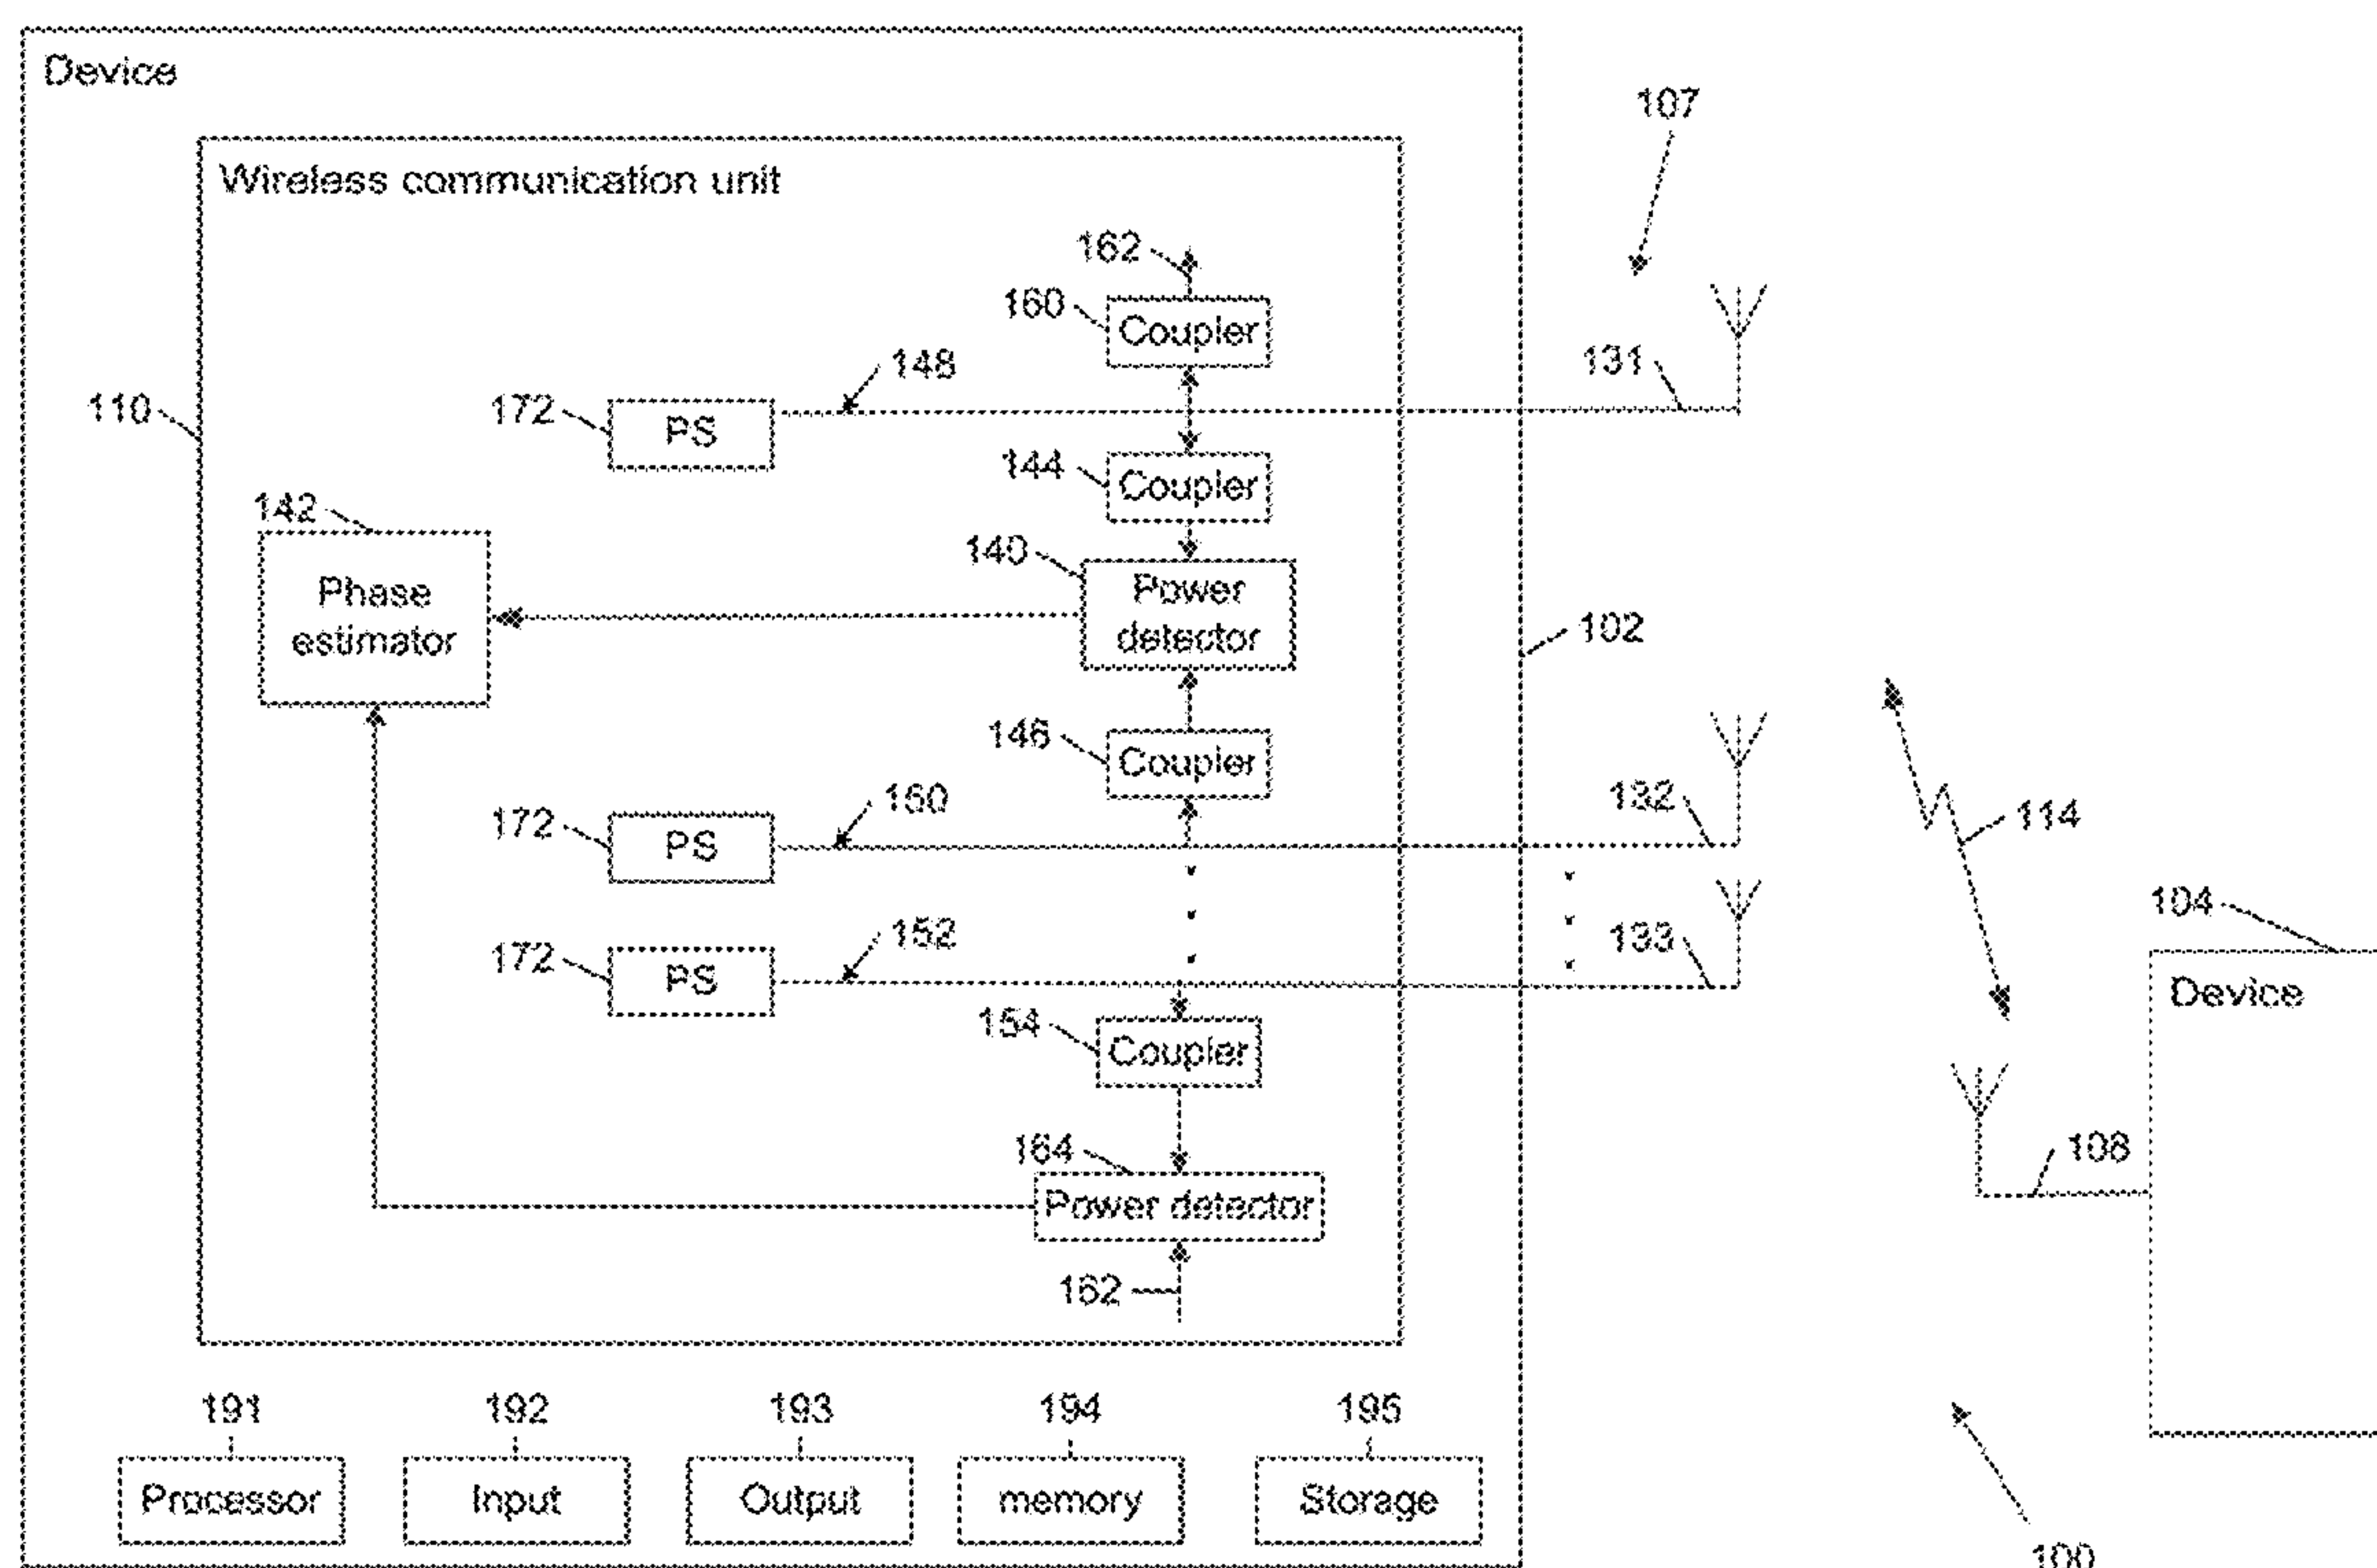 Device
107
Wireless communication unit
162
160
Coupler
148
131
110
172
PS
144
Coupler
142
140
Phase
estimator
Power
detector
102
146
Coupler
172
PS
150
132
114
172
PS
152
133
104
Device
154
Coupler
164
Power detector
108
162
191
192
193
194
195
Processor
Input
Output
memory
Storage
100